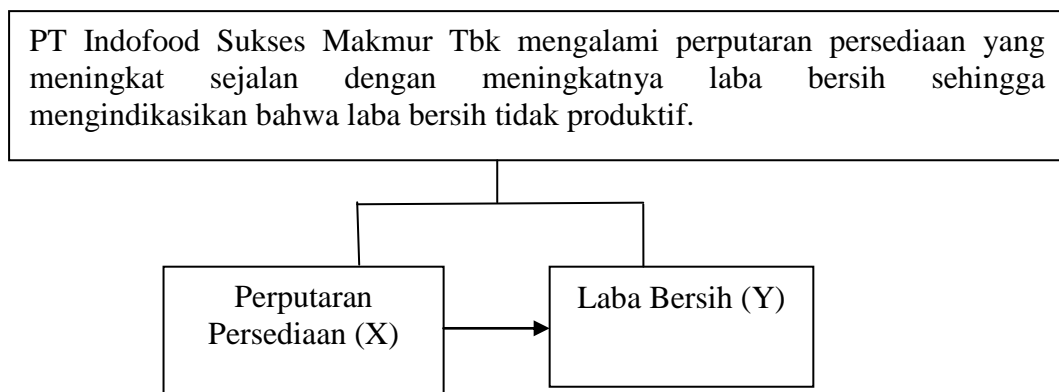 PT Indofood Sukses Makmur Tbk mengalami perputaran persediaan yang
meningkat sejalan dengan meningkatnya laba bersih sehingga
mengindikasikan bahwa laba bersih tidak produktif.
Perputaran
Persediaan (X)
Laba Bersih (Y)